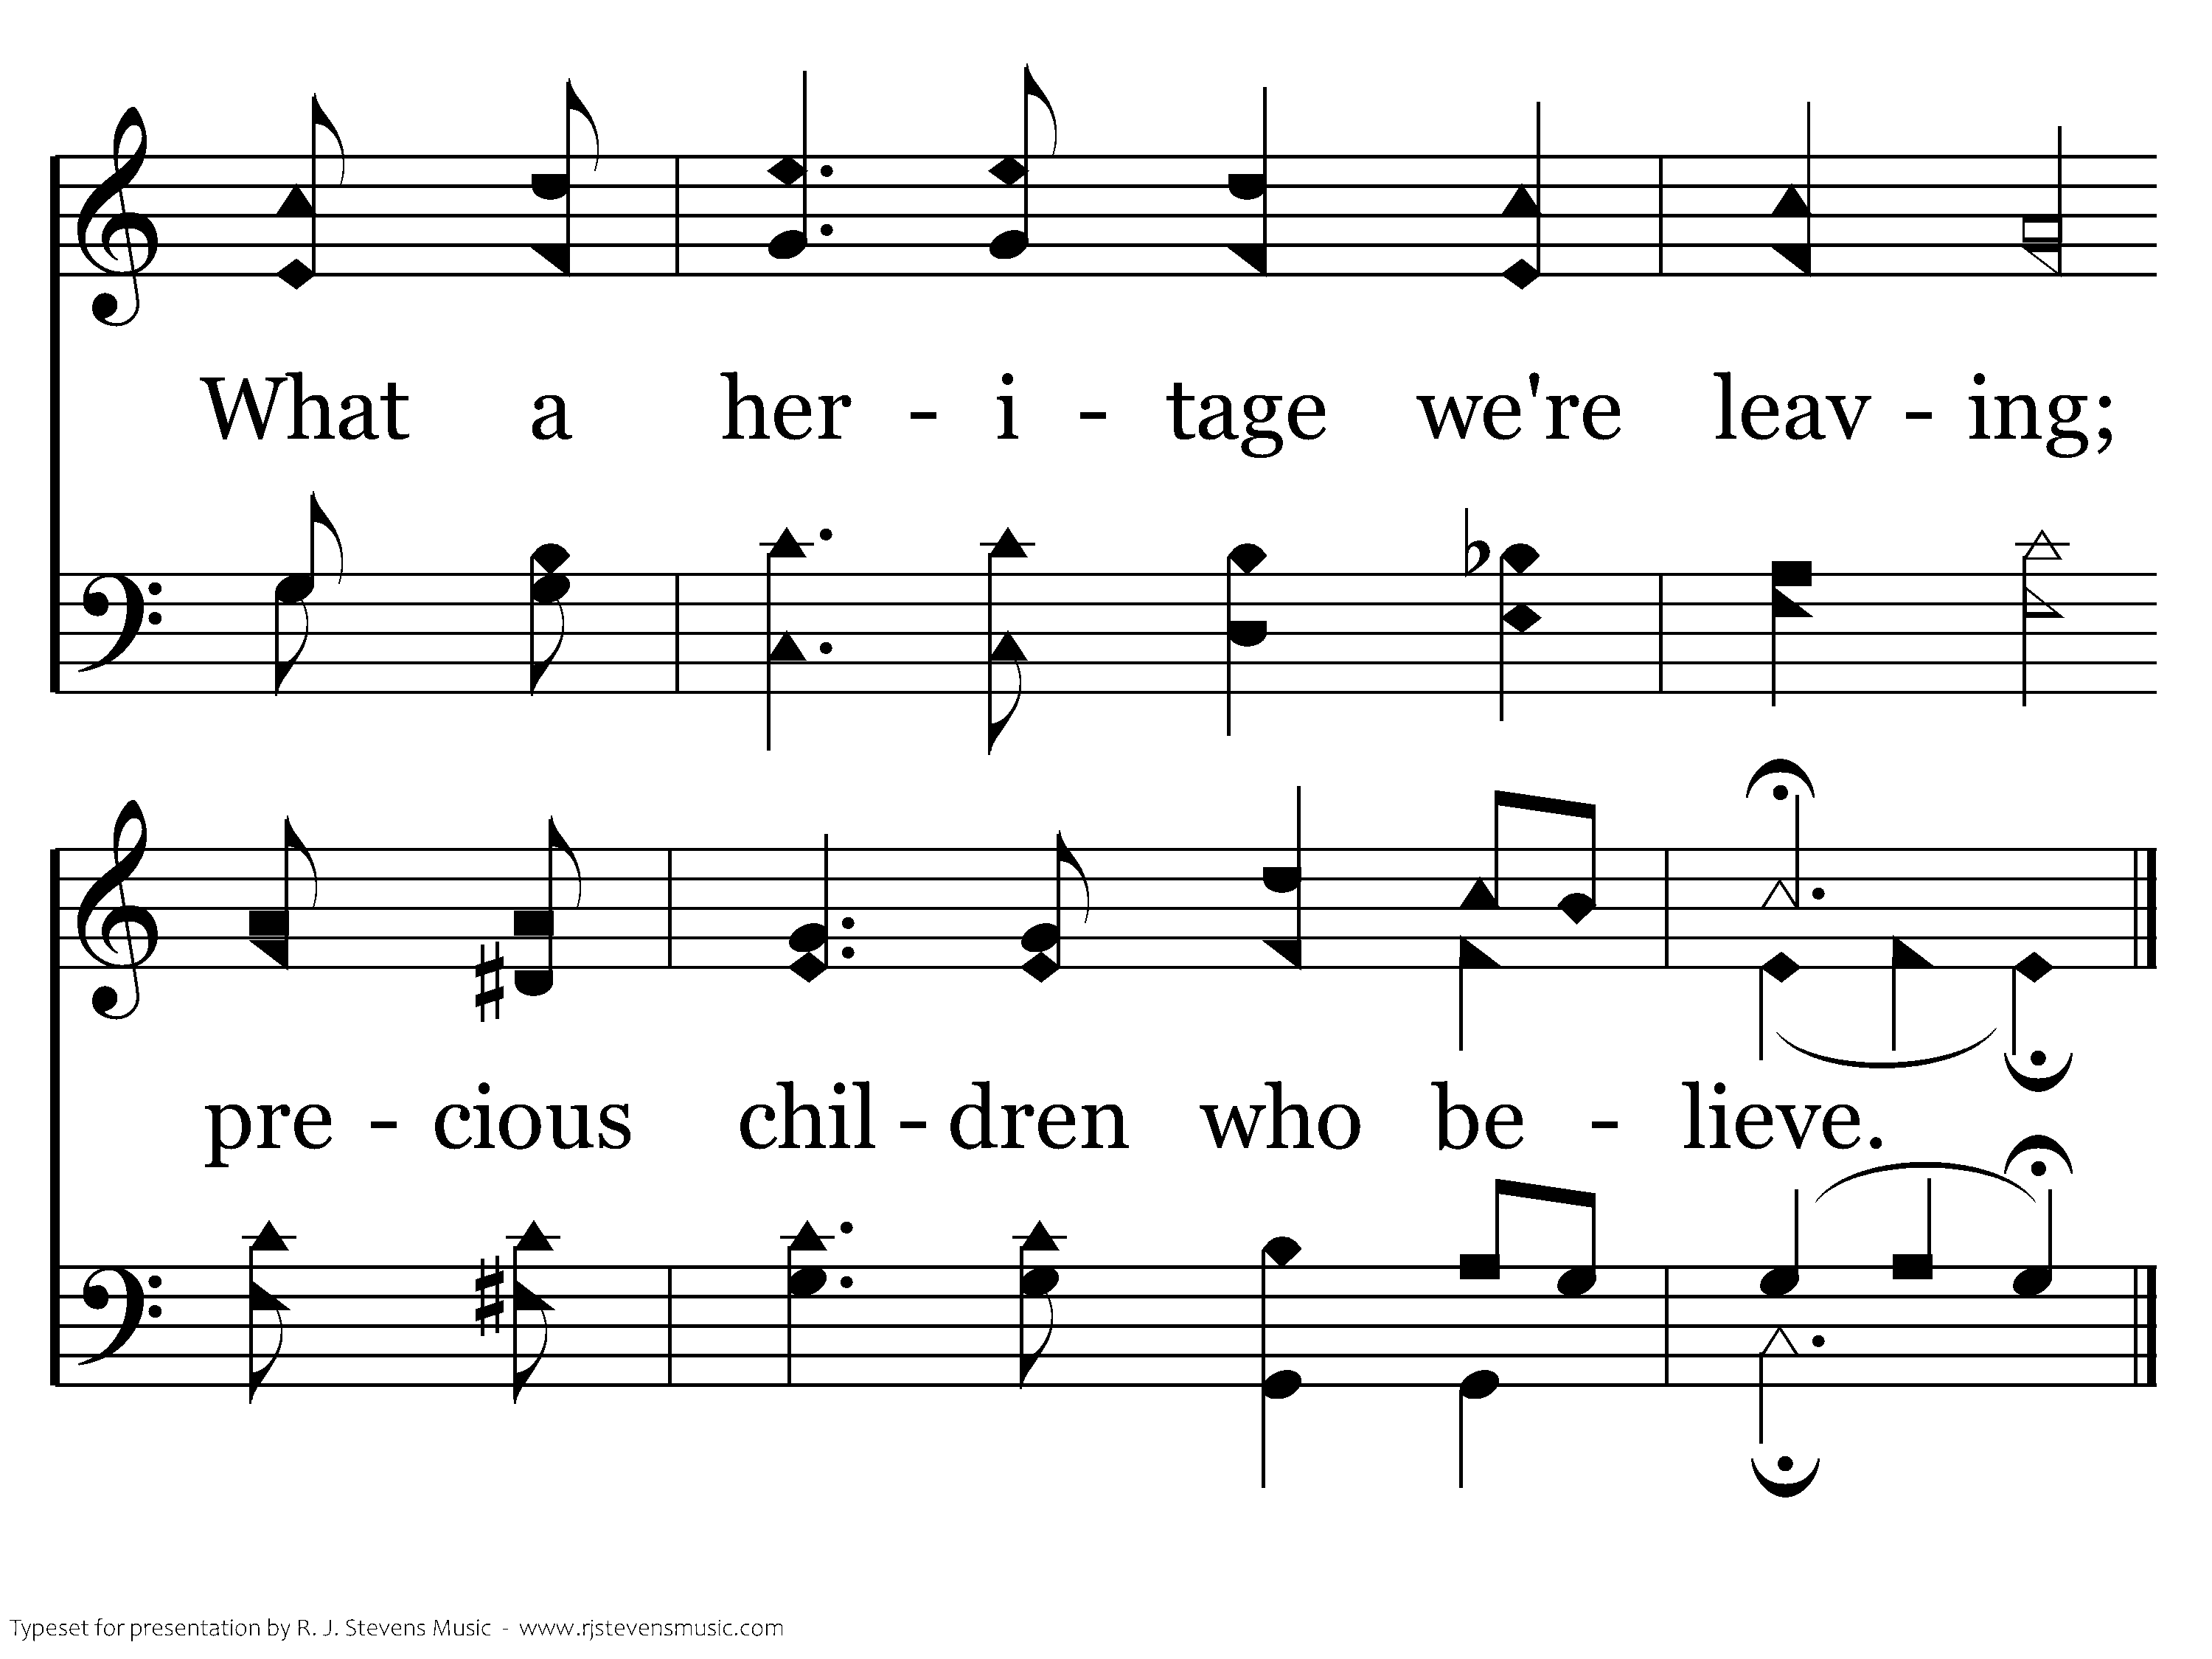 What a her - i - tage we're leav - ing;
pre - cious chil - dren who be - lieve.
Typeset for presentation by R. J. Stevens Music - www.rjstevensmusic.com